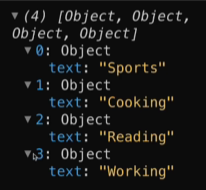 ▼ (4) [Object, Object,
Object, Object]
▼ 0: Object
text: "Sports"
▼ 1: Object
text: "Cooking"
▼ 2: Object
text: "Reading"
▼ 3: Object
text: "Working"